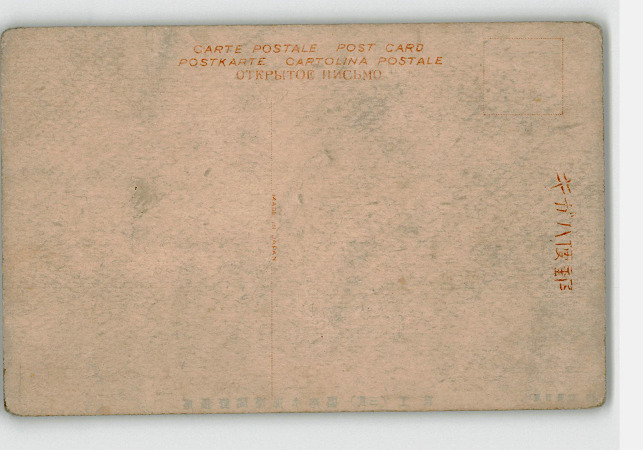 CARTE POSTALE POST CARD
POSTKARTE CARTOLINA POSTALE
ОТКРЫТОЕ ПИСЬМО
郵便ハガキ
MADE IN JAPAN